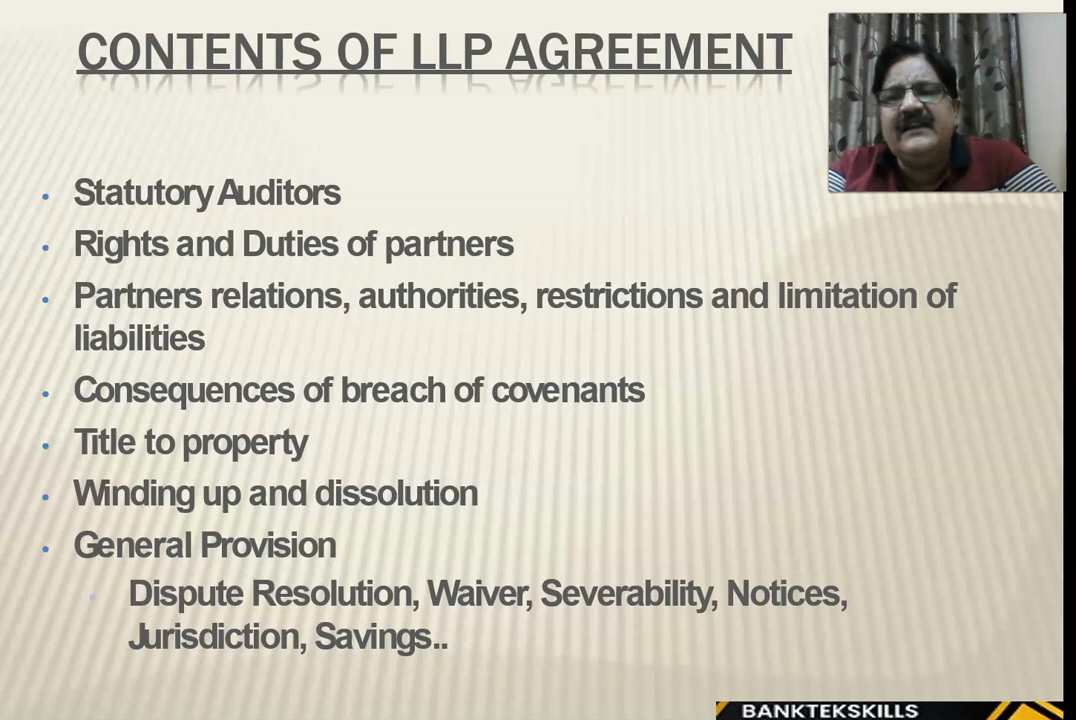 CONTENTS OF LLP AGREEMENT
• Statutory Auditors
• Rights and Duties of partners
• Partners relations, authorities, restrictions and limitation of
liabilities
• Consequences of breach of covenants
• Title to property
• Winding up and dissolution
• General Provision
• Dispute Resolution, Waiver, Severability, Notices,
Jurisdiction, Savings..
BANKTEKSKILLS